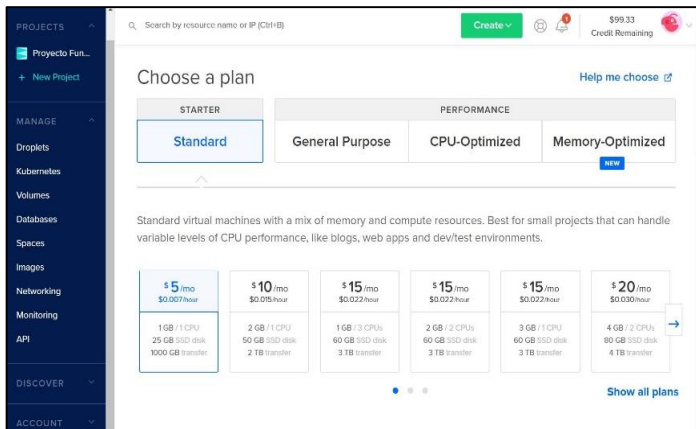 PROJECTS
Proyecto Fun...
+ New Project
MANAGE
Droplets
Kubernetes
Volumes
Databases
Spaces
Images
Networking
Monitoring
API
DISCOVER
ACCOUNT
Search by resource name or IP (Ctrl+B)
Create
1
$99.33
Credit Remaining
Choose a plan
Help me choose
STARTER
PERFORMANCE
Standard
General Purpose
CPU-Optimized
Memory-Optimized
NEW
Standard virtual machines with a mix of memory and compute resources. Best for small projects that can handle
variable levels of CPU performance, like blogs, web apps and dev/test environments.
$ 5/mo
$0.007/hour
1 GB / 1 CPU
25 GB SSD disk
1000 GB transfer
$ 10/mo
$0.015/hour
2 GB / 1 CPU
50 GB SSD disk
2 TB transfer
$ 15/mo
$0.022/hour
1 GB / 3 CPUs
60 GB SSD disk
3 TB transfer
$ 15/mo
$0.022/hour
2 GB / 2 CPUs
60 GB SSD disk
3 TB transfer
$ 15/mo
$0.022/hour
3 GB / 1 CPU
60 GB SSD disk
3 TB transfer
$ 20/mo
$0.030/hour
4 GB / 2 CPUs
80 GB SSD disk
4 TB transfer
Show all plans